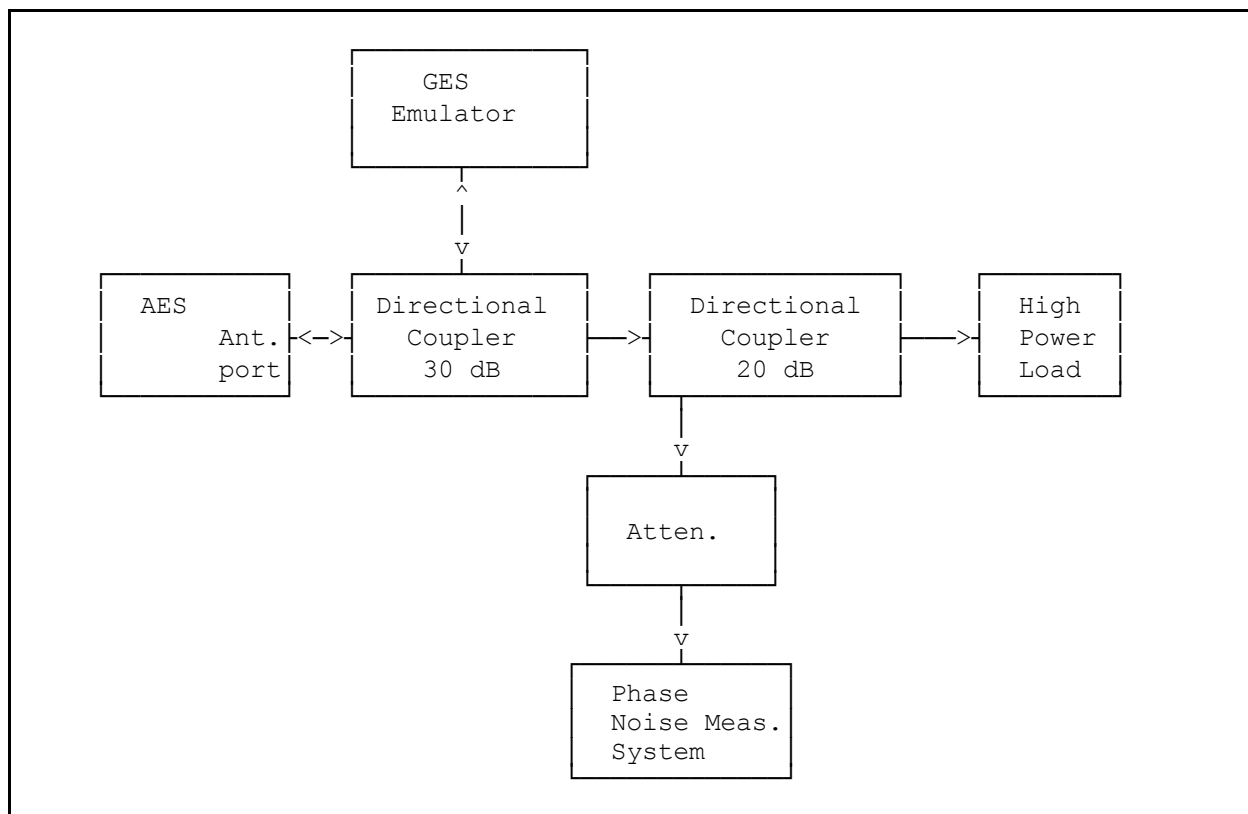 GES
Emulator
AES
Ant.
port
Directional
Coupler
30 dB
Directional
Coupler
20 dB
High
Power
Load
Atten.
Phase
Noise Meas.
System